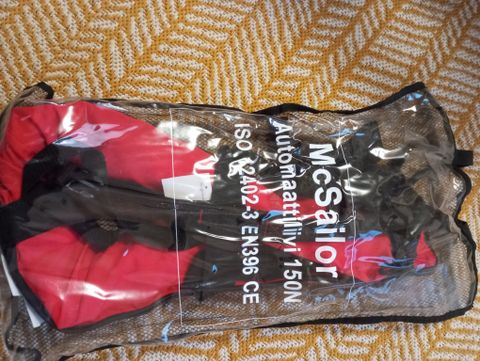 McSailor
Automaattiliivi 150N
ISO 12402-3 EN396 CE